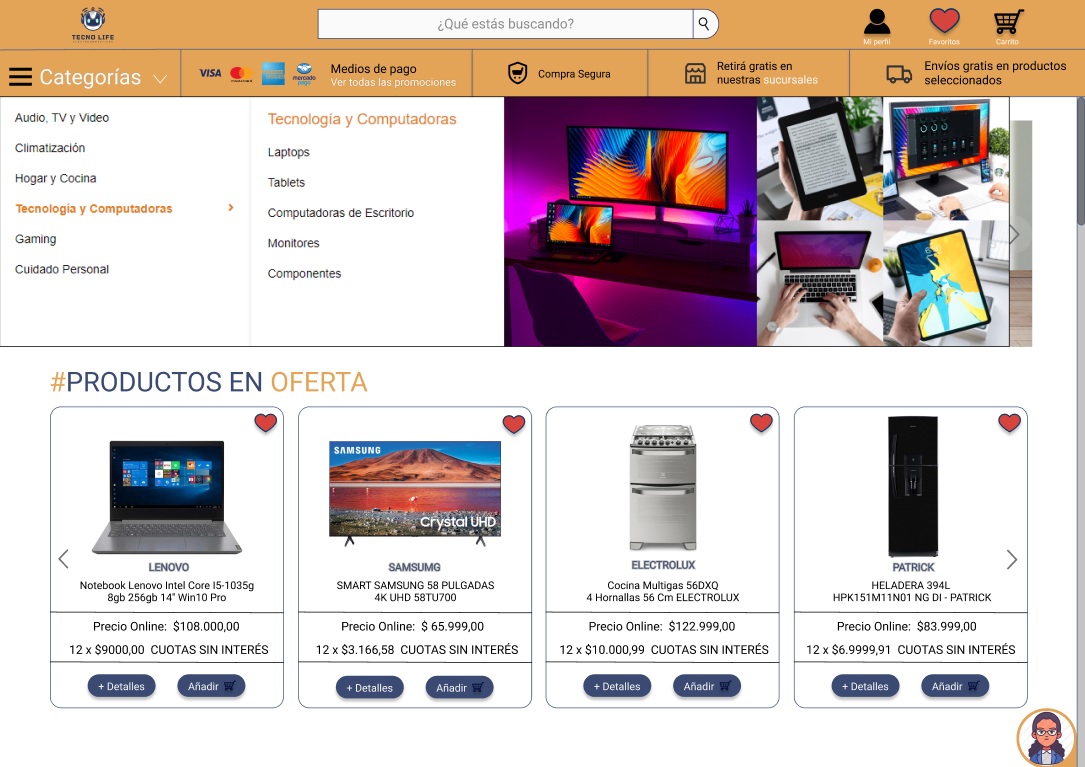 TECNO LIFE
¿Qué estás buscando?
Mi perfil
Favoritos
Carrito
Categorías
VISA
mercado
pago
Medios de pago
Ver todas las promociones
Compra Segura
Retirá gratis en
nuestras sucursales
Envíos gratis en productos
seleccionados
Audio, TV y Video
Climatización
Hogar y Cocina
Tecnología y Computadoras
Gaming
Cuidado Personal
Tecnología y Computadoras
Laptops
Tablets
Computadoras de Escritorio
Monitores
Componentes
#PRODUCTOS EN OFERTA
LENOVO
Notebook Lenovo Intel Core I5-1035g
8gb 256gb 14" Win10 Pro
Precio Online: $108.000,00
12 x $9000,00 CUOTAS SIN INTERÉS
+ Detalles
Añadir
SAMSUNG
Crystal UHD
SAMSUMG
SMART SAMSUNG 58 PULGADAS
4K UHD 58TU700
Precio Online: $ 65.999,00
12 x $3.166,58 CUOTAS SIN INTERÉS
+ Detalles
Añadir
ELECTROLUX
Cocina Multigas 56DXQ
4 Hornallas 56 Cm ELECTROLUX
Precio Online: $122.999,00
12 x $10.000,99 CUOTAS SIN INTERÉS
+ Detalles
Añadir
PATRICK
HELADERA 394L
HPK151M11N01 NG DI - PATRICK
Precio Online: $83.999,00
12 x $6.9999,91 CUOTAS SIN INTERÉS
+ Detalles
Añadir